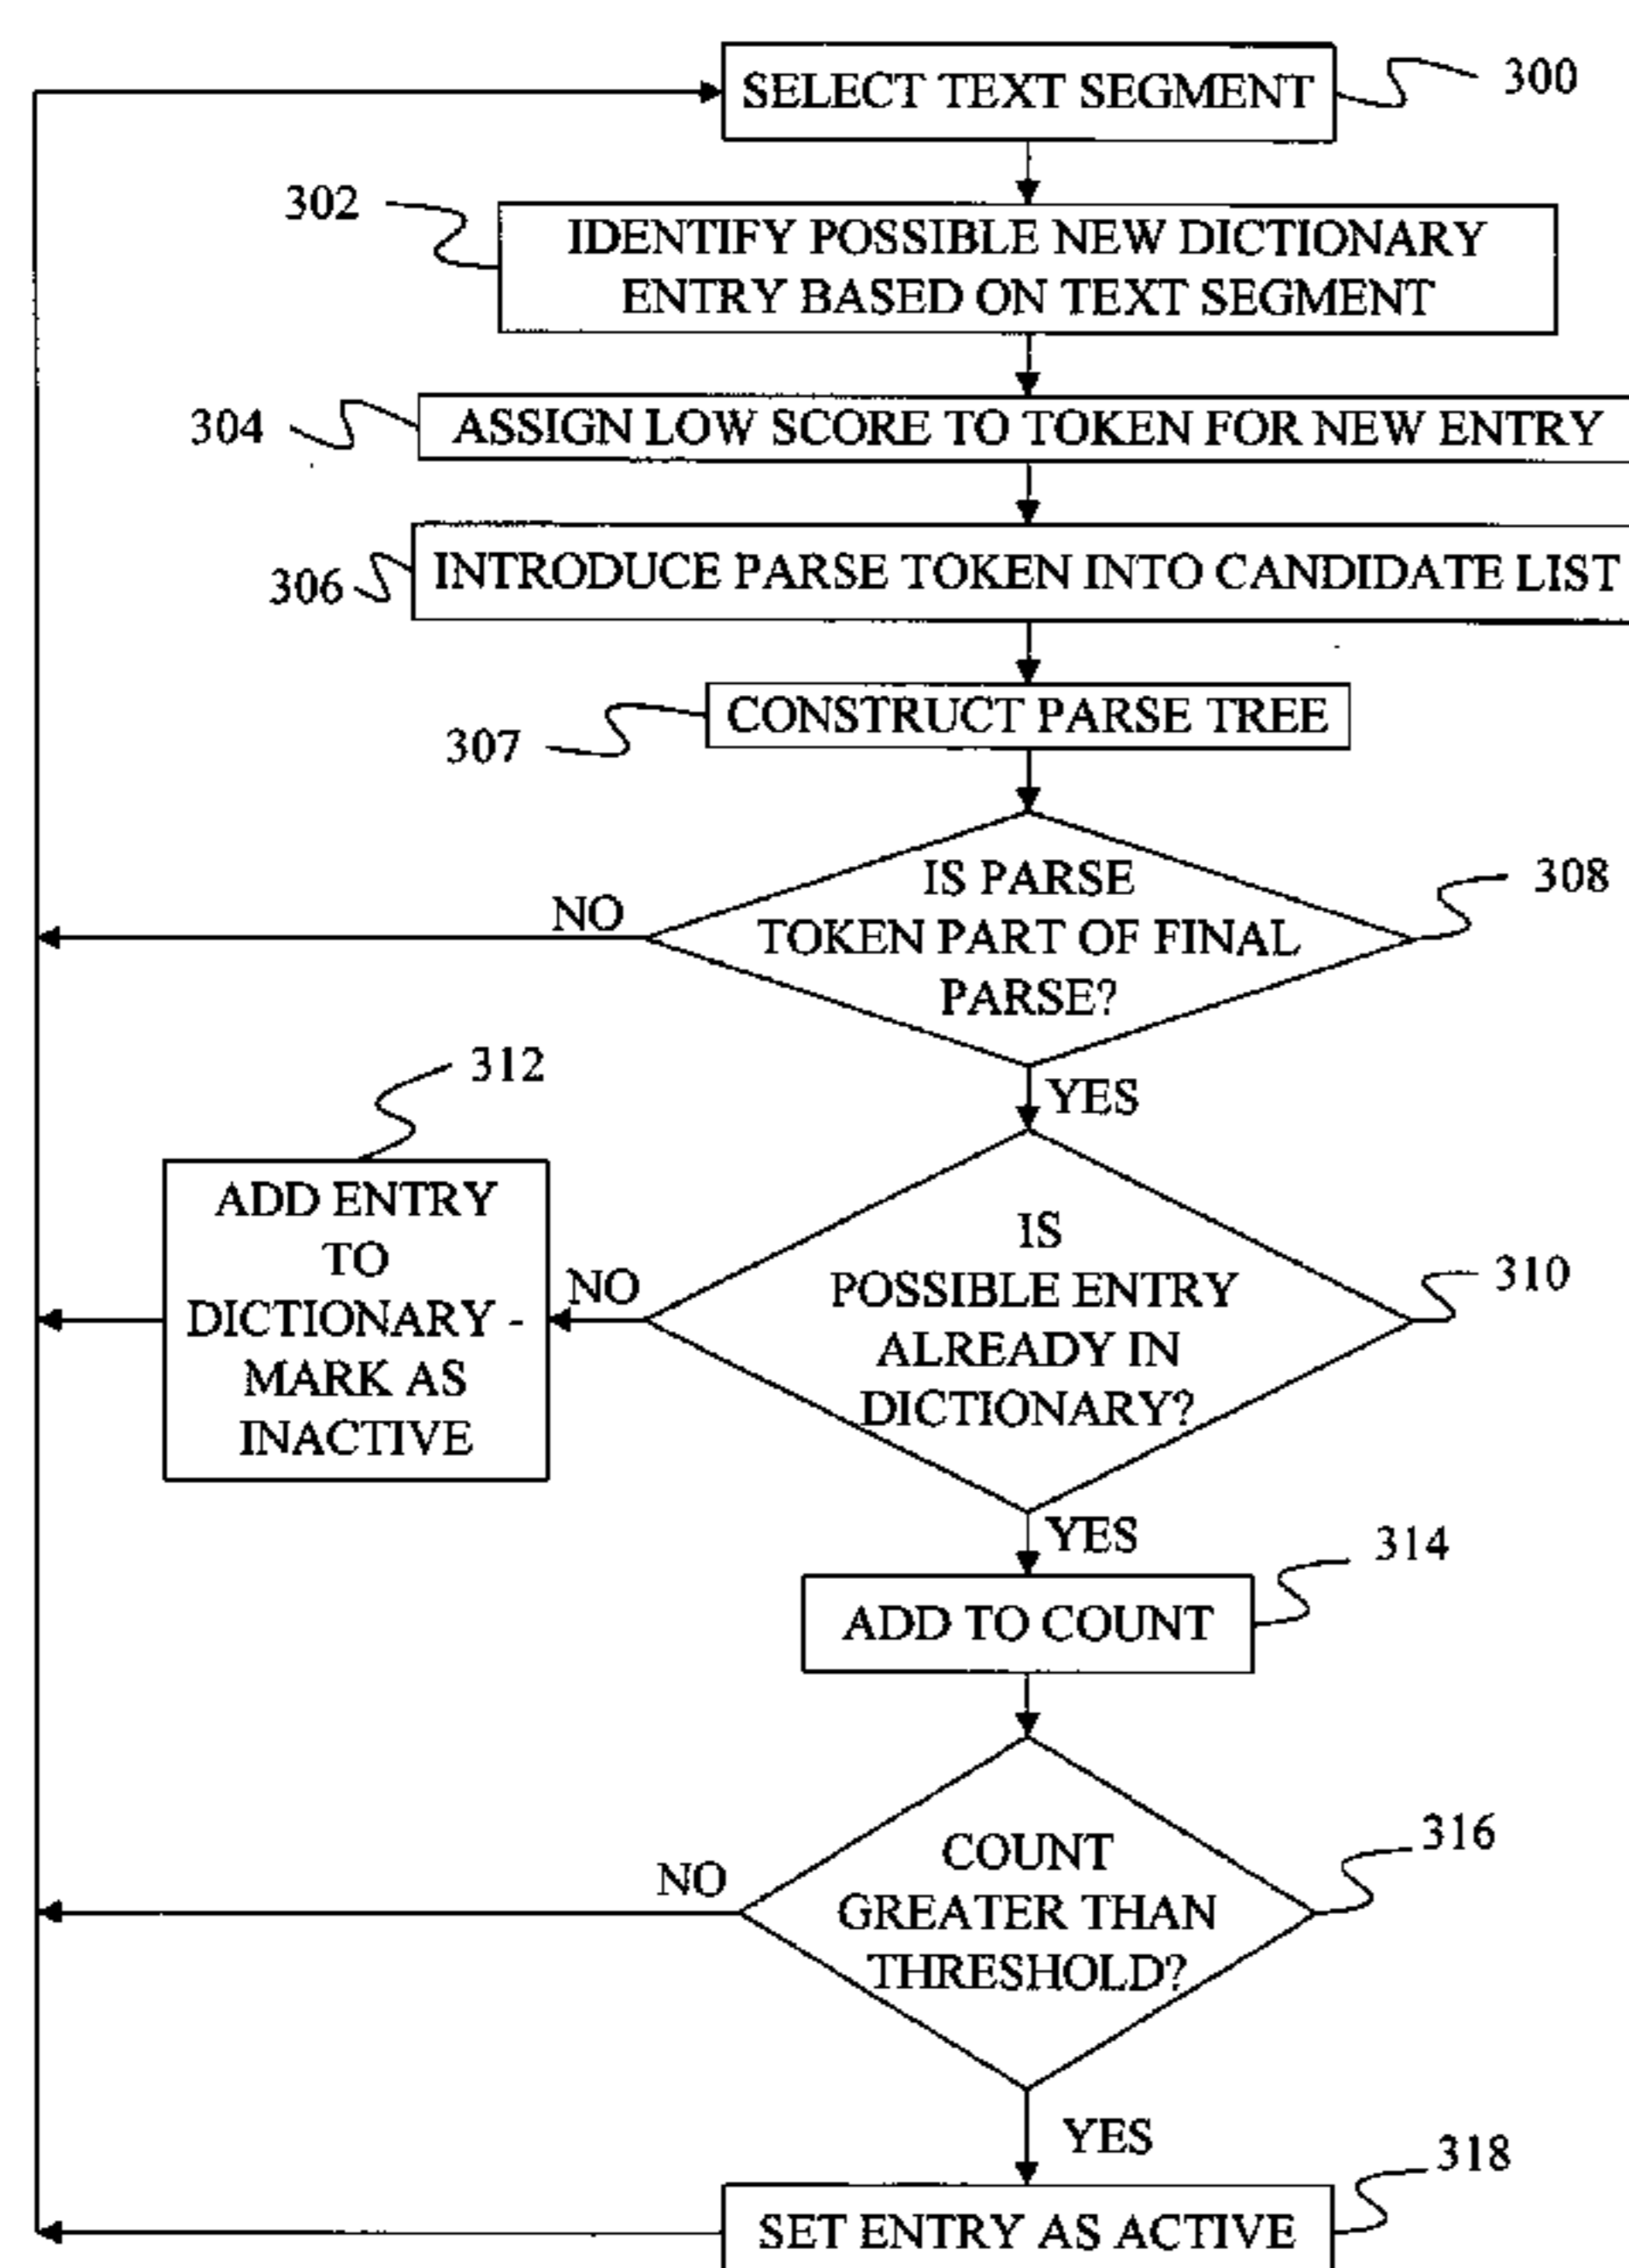 SELECT TEXT SEGMENT
300
302
IDENTIFY POSSIBLE NEW DICTIONARY
ENTRY BASED ON TEXT SEGMENT
304
ASSIGN LOW SCORE TO TOKEN FOR NEW ENTRY
306
INTRODUCE PARSE TOKEN INTO CANDIDATE LIST
307
CONSTRUCT PARSE TREE
IS PARSE
TOKEN PART OF FINAL
PARSE?
308
NO
YES
312
ADD ENTRY
TO
DICTIONARY -
MARK AS
INACTIVE
NO
IS
POSSIBLE ENTRY
ALREADY IN
DICTIONARY?
310
YES
314
ADD TO COUNT
COUNT
GREATER THAN
THRESHOLD?
316
NO
YES
318
SET ENTRY AS ACTIVE